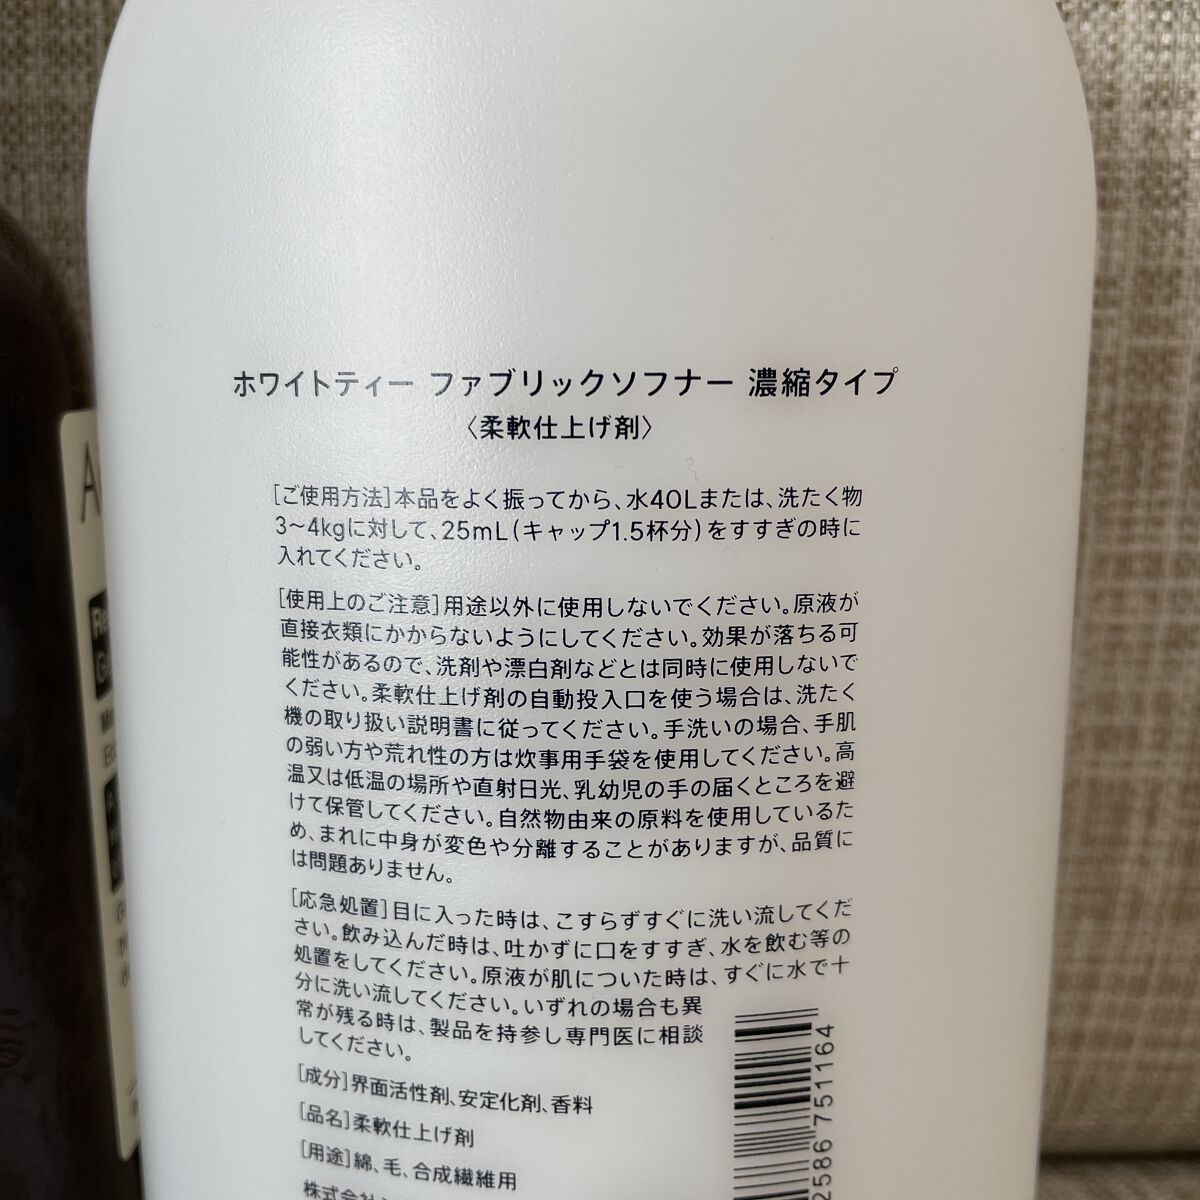 ホワイトティー ファブリックソフナー 濃縮タイプ
〈柔軟仕上げ剤〉
[ご使用方法]本品をよく振ってから、水40Lまたは、洗たく物
3~4kgに対して、25mL(キャップ1.5杯分)をすすぎの時に
入れてください。
[使用上のご注意]用途以外に使用しないでください。原液が
直接衣類にかからないようにしてください。効果が落ちる可
能性があるので、洗剤や漂白剤などとは同時に使用しないで
ください。柔軟仕上げ剤の自動投入口を使う場合は、洗たく
機の取り扱い説明書に従ってください。手洗いの場合、手肌
の弱い方や荒れ性の方は炊事用手袋を使用してください。高
温又は低温の場所や直射日光、乳幼児の手の届くところを避
けて保管してください。自然物由来の原料を使用しているた
め、まれに中身が変色や分離することがありますが、品質に
は問題ありません。
[応急処置]目に入った時は、こすらずすぐに洗い流してくだ
さい。飲み込んだ時は、吐かずに口をすすぎ、水を飲む等の
処置をしてください。原液が肌についた時は、すぐに水で十
分に洗い流してください。いずれの場合も異
常が残る時は、製品を持参し専門医に相談
してください。
[成分]界面活性剤、安定化剤、香料
[品名]柔軟仕上げ剤
[用途]綿、毛、合成繊維用
株式会社
2586 751164